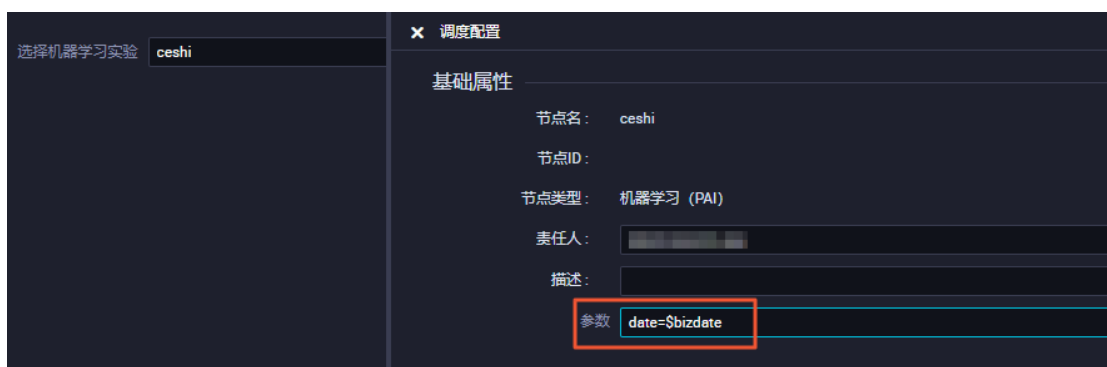 选择机器学习实验 ceshi
× 调度配置
基础属性
节点名： ceshi
节点ID：
节点类型： 机器学习 (PAI)
责任人：
描述：
参数 date=$bizdate